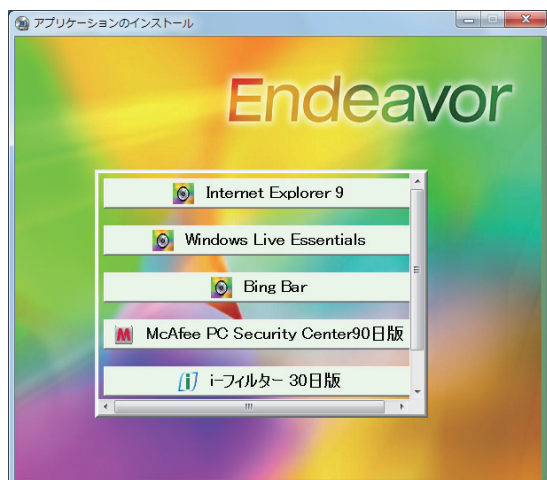 アプリケーションのインストール
Endeavor
Internet Explorer 9
Windows Live Essentials
Bing Bar
McAfee PC Security Center90日版
i-フィルター 30日版